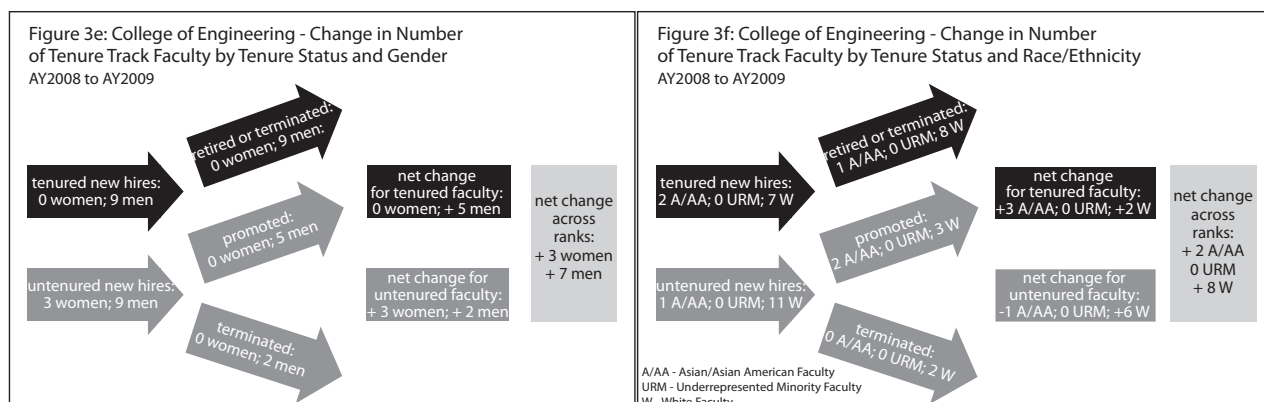 Figure 3e: College of Engineering - Change in Number
of Tenure Track Faculty by Tenure Status and Gender
AY2008 to AY2009
retired or terminated:
0 women; 9 men:
tenured new hires:
0 women; 9 men
net change
for tenured faculty:
0 women; + 5 men
promoted:
0 women; 5 men
untenured new hires:
3 women; 9 men
net change for
untenured faculty:
+ 3 women; + 2 men
terminated:
0 women; 2 men
net change
across
ranks:
+ 3 women
+ 7 men
Figure 3f: College of Engineering - Change in Number
of Tenure Track Faculty by Tenure Status and Race/Ethnicity
AY2008 to AY2009
retired or terminated:
1 A/AA; 0 URM; 8 W
tenured new hires:
2 A/AA; 0 URM; 7 W
net change
for tenured faculty:
+3 A/AA; 0 URM; +2 W
promoted:
2 A/AA; 0 URM; 3 W
untenured new hires:
1 A/AA; 0 URM; 11 W
net change for
untenured faculty:
-1 A/AA; 0 URM; +6 W
terminated:
0 A/AA; 0 URM; 2 W
net change
across
ranks:
+ 2 A/AA
0 URM
+ 8 W
A/AA - Asian/Asian American Faculty
URM - Underrepresented Minority Faculty
W - White Faculty